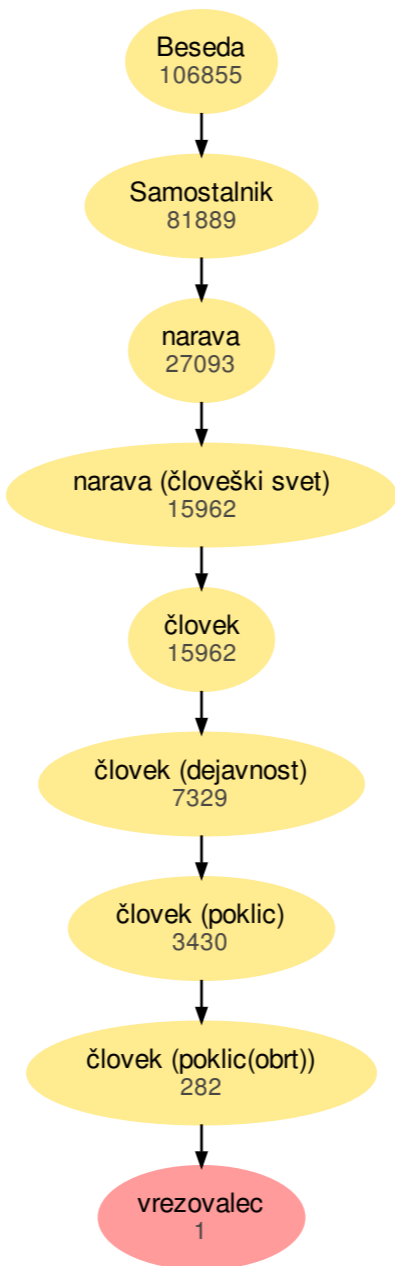 Beseda
106855
Samostalnik
81889
narava
27093
narava (človeški svet)
15962
človek
15962
človek (dejavnost)
7329
človek (poklic)
3430
človek (poklic(obrt))
282
vrezovalec
1